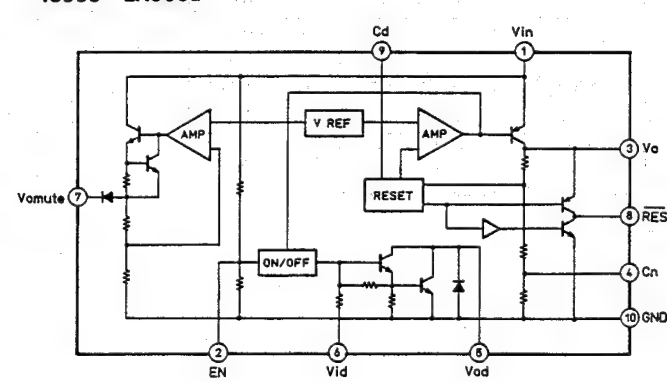 Cd
Vin
9
1
AMP
V REF
AMP
3 Vo
Vomute 7
RESET
8 RES
ON/OFF
4 Cn
10 GND
2
6
5
EN
Vid
Vod